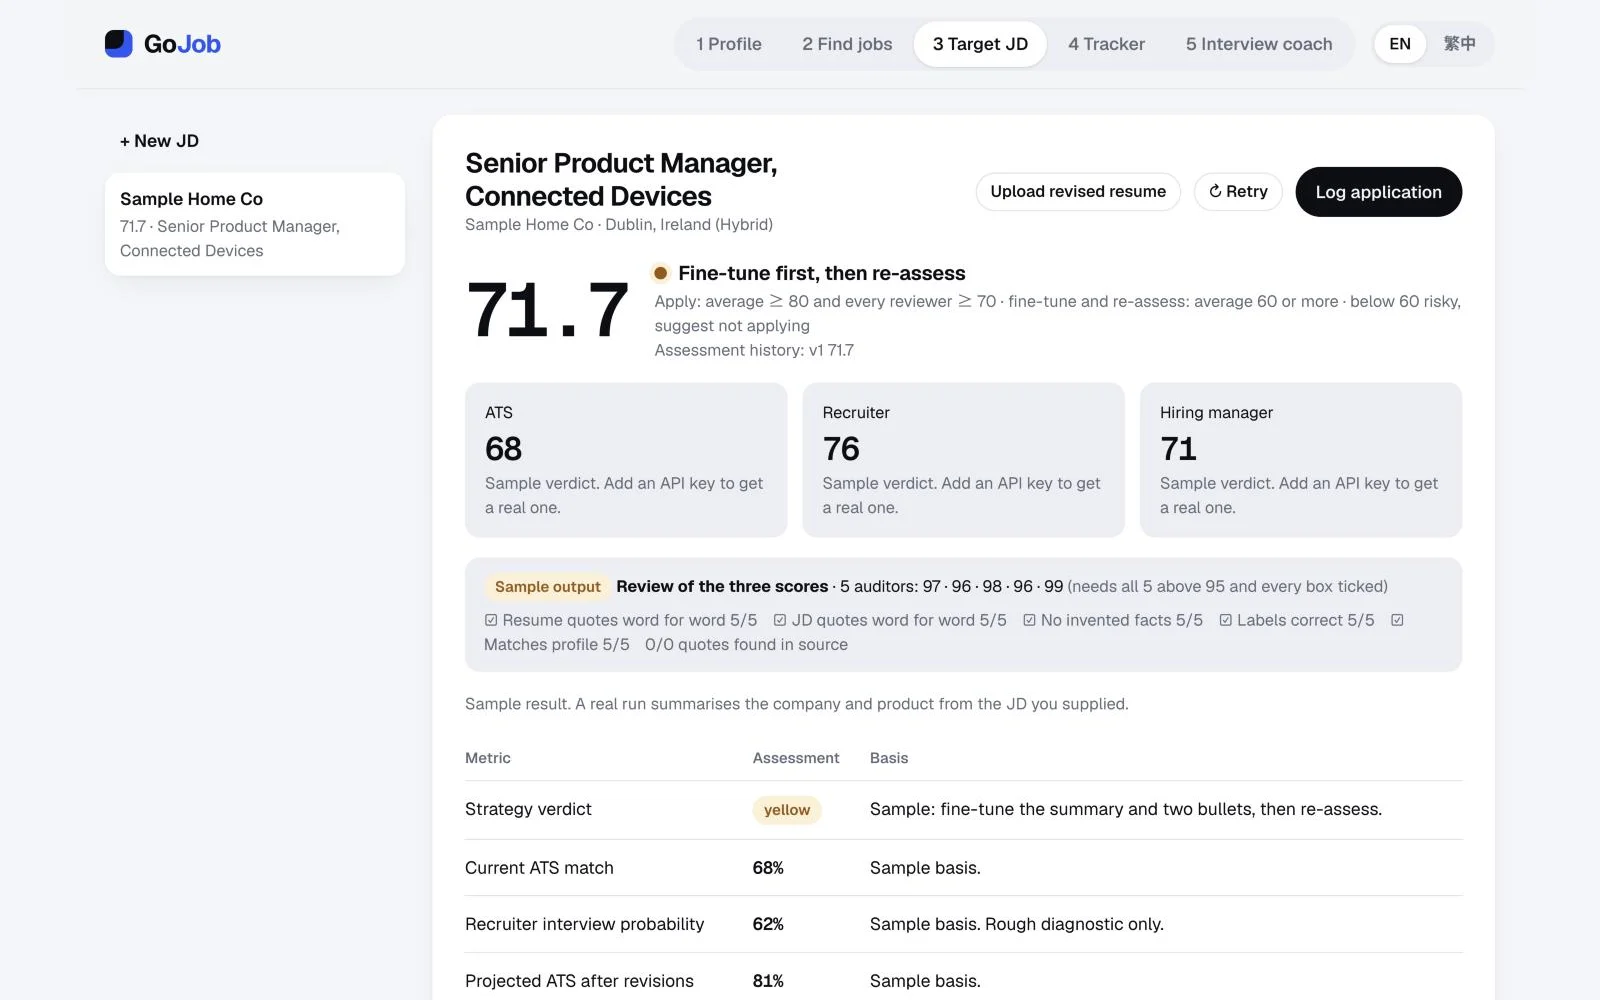 GoJob
1 Profile
2 Find jobs
3 Target JD
4 Tracker
5 Interview coach
EN
繁中
+ New JD
Sample Home Co
71.7 · Senior Product Manager,
Connected Devices
Senior Product Manager,
Connected Devices
Sample Home Co · Dublin, Ireland (Hybrid)
Upload revised resume
↻ Retry
Log application
71.7
Fine-tune first, then re-assess
Apply: average ≥ 80 and every reviewer ≥ 70 · fine-tune and re-assess: average 60 or more · below 60 risky,
suggest not applying
Assessment history: v1 71.7
ATS
68
Sample verdict. Add an API key to get
a real one.
Recruiter
76
Sample verdict. Add an API key to get
a real one.
Hiring manager
71
Sample verdict. Add an API key to get
a real one.
Sample output Review of the three scores · 5 auditors: 97 · 96 · 98 · 96 · 99 (needs all 5 above 95 and every box ticked)
☑ Resume quotes word for word 5/5 ☑ JD quotes word for word 5/5 ☑ No invented facts 5/5 ☑ Labels correct 5/5 ☑
Matches profile 5/5 0/0 quotes found in source
Sample result. A real run summarises the company and product from the JD you supplied.
Metric Assessment Basis
Strategy verdict yellow Sample: fine-tune the summary and two bullets, then re-assess.
Current ATS match 68% Sample basis.
Recruiter interview probability 62% Sample basis. Rough diagnostic only.
Projected ATS after revisions 81% Sample basis.